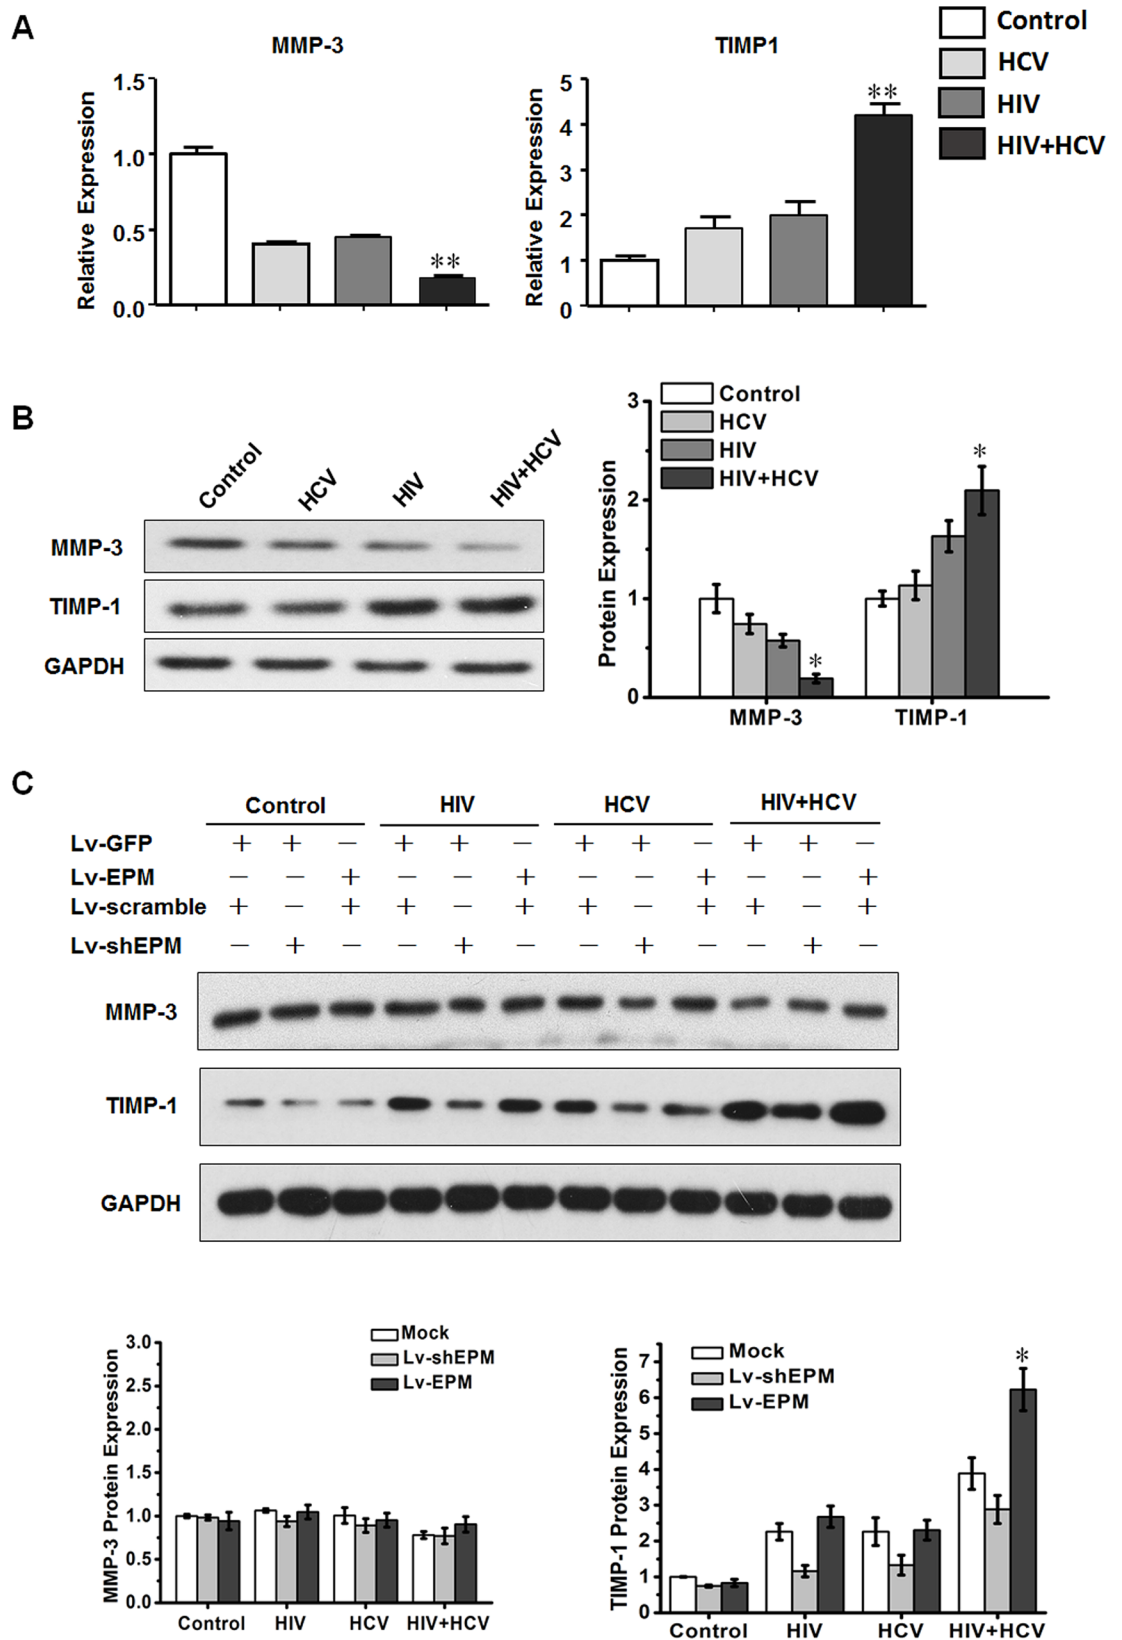 A
MMP-3
TIMP1
Control
HCV
HIV
HIV+HCV
Relative Expression
1.5
1.0
0.5
0.0
**
Relative Expression
5
4
3
2
1
0
**
B
Control
HCV
HIV
HIV+HCV
MMP-3
TIMP-1
GAPDH
Control
HCV
HIV
HIV+HCV
Protein Expression
3
2
1
0
*
*
MMP-3
TIMP-1
C
Control
HIV
HCV
HIV+HCV
Lv-GFP + + − + + − + + − + + −
Lv-EPM − − + − − + − − + − − +
Lv-scramble + − + + − + + − + + − +
Lv-shEPM − + − − + − − + − − + −
MMP-3
TIMP-1
GAPDH
Mock
Lv-shEPM
Lv-EPM
MMP-3 Protein Expression
3.0
2.5
2.0
1.5
1.0
0.5
0.0
Control
HIV
HCV
HIV+HCV
Mock
Lv-shEPM
Lv-EPM
TIMP-1 Protein Expression
7
6
5
4
3
2
1
0
*
Control
HIV
HCV
HIV+HCV